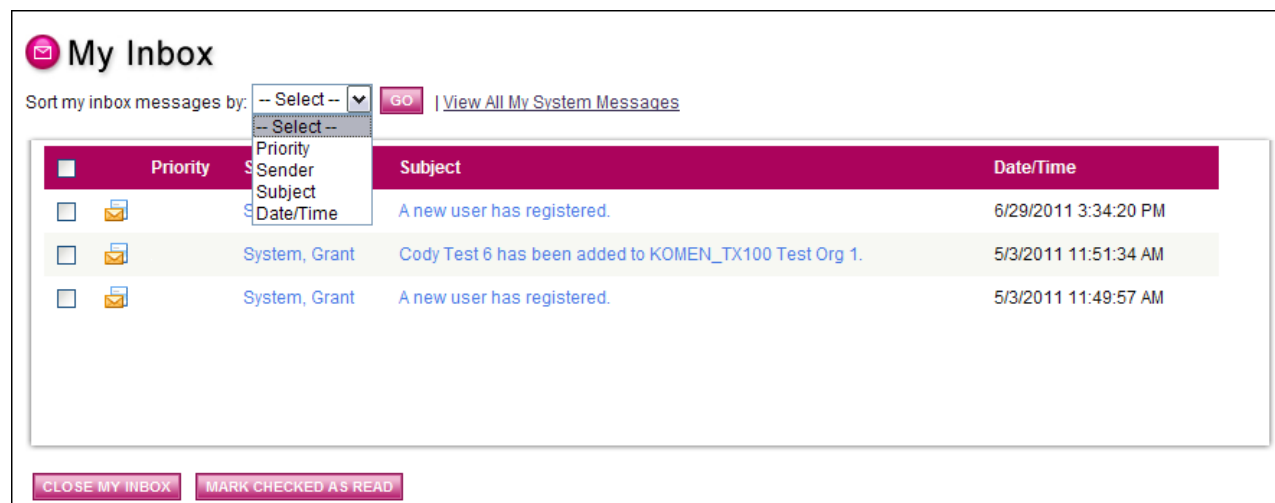 My Inbox
Sort my inbox messages by: -- Select -- GO | View All My System Messages
-- Select --
Priority
Sender
Subject
Date/Time
Priority S Subject Date/Time
S A new user has registered. 6/29/2011 3:34:20 PM
System, Grant Cody Test 6 has been added to KOMEN_TX100 Test Org 1. 5/3/2011 11:51:34 AM
System, Grant A new user has registered. 5/3/2011 11:49:57 AM
CLOSE MY INBOX MARK CHECKED AS READ